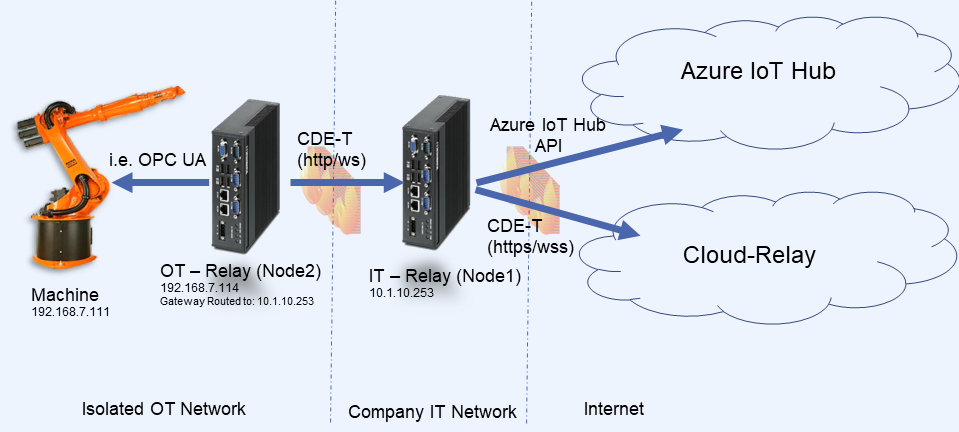 Azure IoT Hub
Azure IoT Hub
API
CDE-T
(http/ws)
i.e. OPC UA
CDE-T
(https/wss)
Cloud-Relay
OT – Relay (Node2)
192.168.7.114
Gateway Routed to: 10.1.10.253
IT – Relay (Node1)
10.1.10.253
Machine
192.168.7.111
Isolated OT Network
Company IT Network
Internet